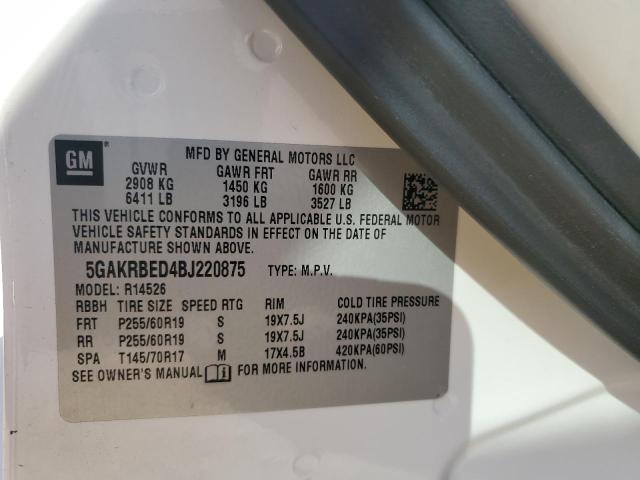 GM
MFD BY GENERAL MOTORS LLC
GVWR GAWR FRT GAWR RR
2908 KG 1450 KG 1600 KG
6411 LB 3196 LB 3527 LB
THIS VEHICLE CONFORMS TO ALL APPLICABLE U.S. FEDERAL MOTOR
VEHICLE SAFETY STANDARDS IN EFFECT ON THE DATE OF
MANUFACTURE SHOWN ABOVE.
5GAKRBED4BJ220875 TYPE: M.P.V.
MODEL: R14526
RBBH TIRE SIZE SPEED RTG RIM COLD TIRE PRESSURE
FRT P255/60R19 S 19X7.5J 240KPA(35PSI)
RR P255/60R19 S 19X7.5J 240KPA(35PSI)
SPA T145/70R17 M 17X4.5B 420KPA(60PSI)
SEE OWNER'S MANUAL FOR MORE INFORMATION.